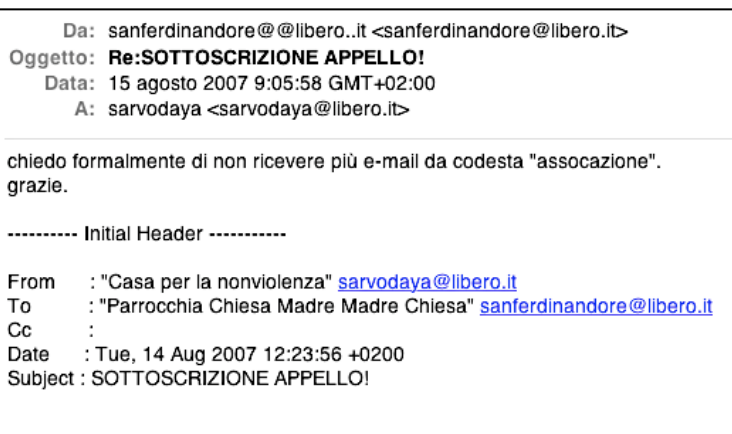 Da: sanferdinandore@@libero..it <sanferdinandore@libero.it>
Oggetto: Re:SOTTOSCRIZIONE APPELLO!
Data: 15 agosto 2007 9:05:58 GMT+02:00
A: sarvodaya <sarvodaya@libero.it>
chiedo formalmente di non ricevere più e-mail da codesta "assocazione".
grazie.
---------- Initial Header -----------
From : "Casa per la nonviolenza" sarvodaya@libero.it
To : "Parrocchia Chiesa Madre Madre Chiesa" sanferdinandore@libero.it
Cc :
Date : Tue, 14 Aug 2007 12:23:56 +0200
Subject : SOTTOSCRIZIONE APPELLO!